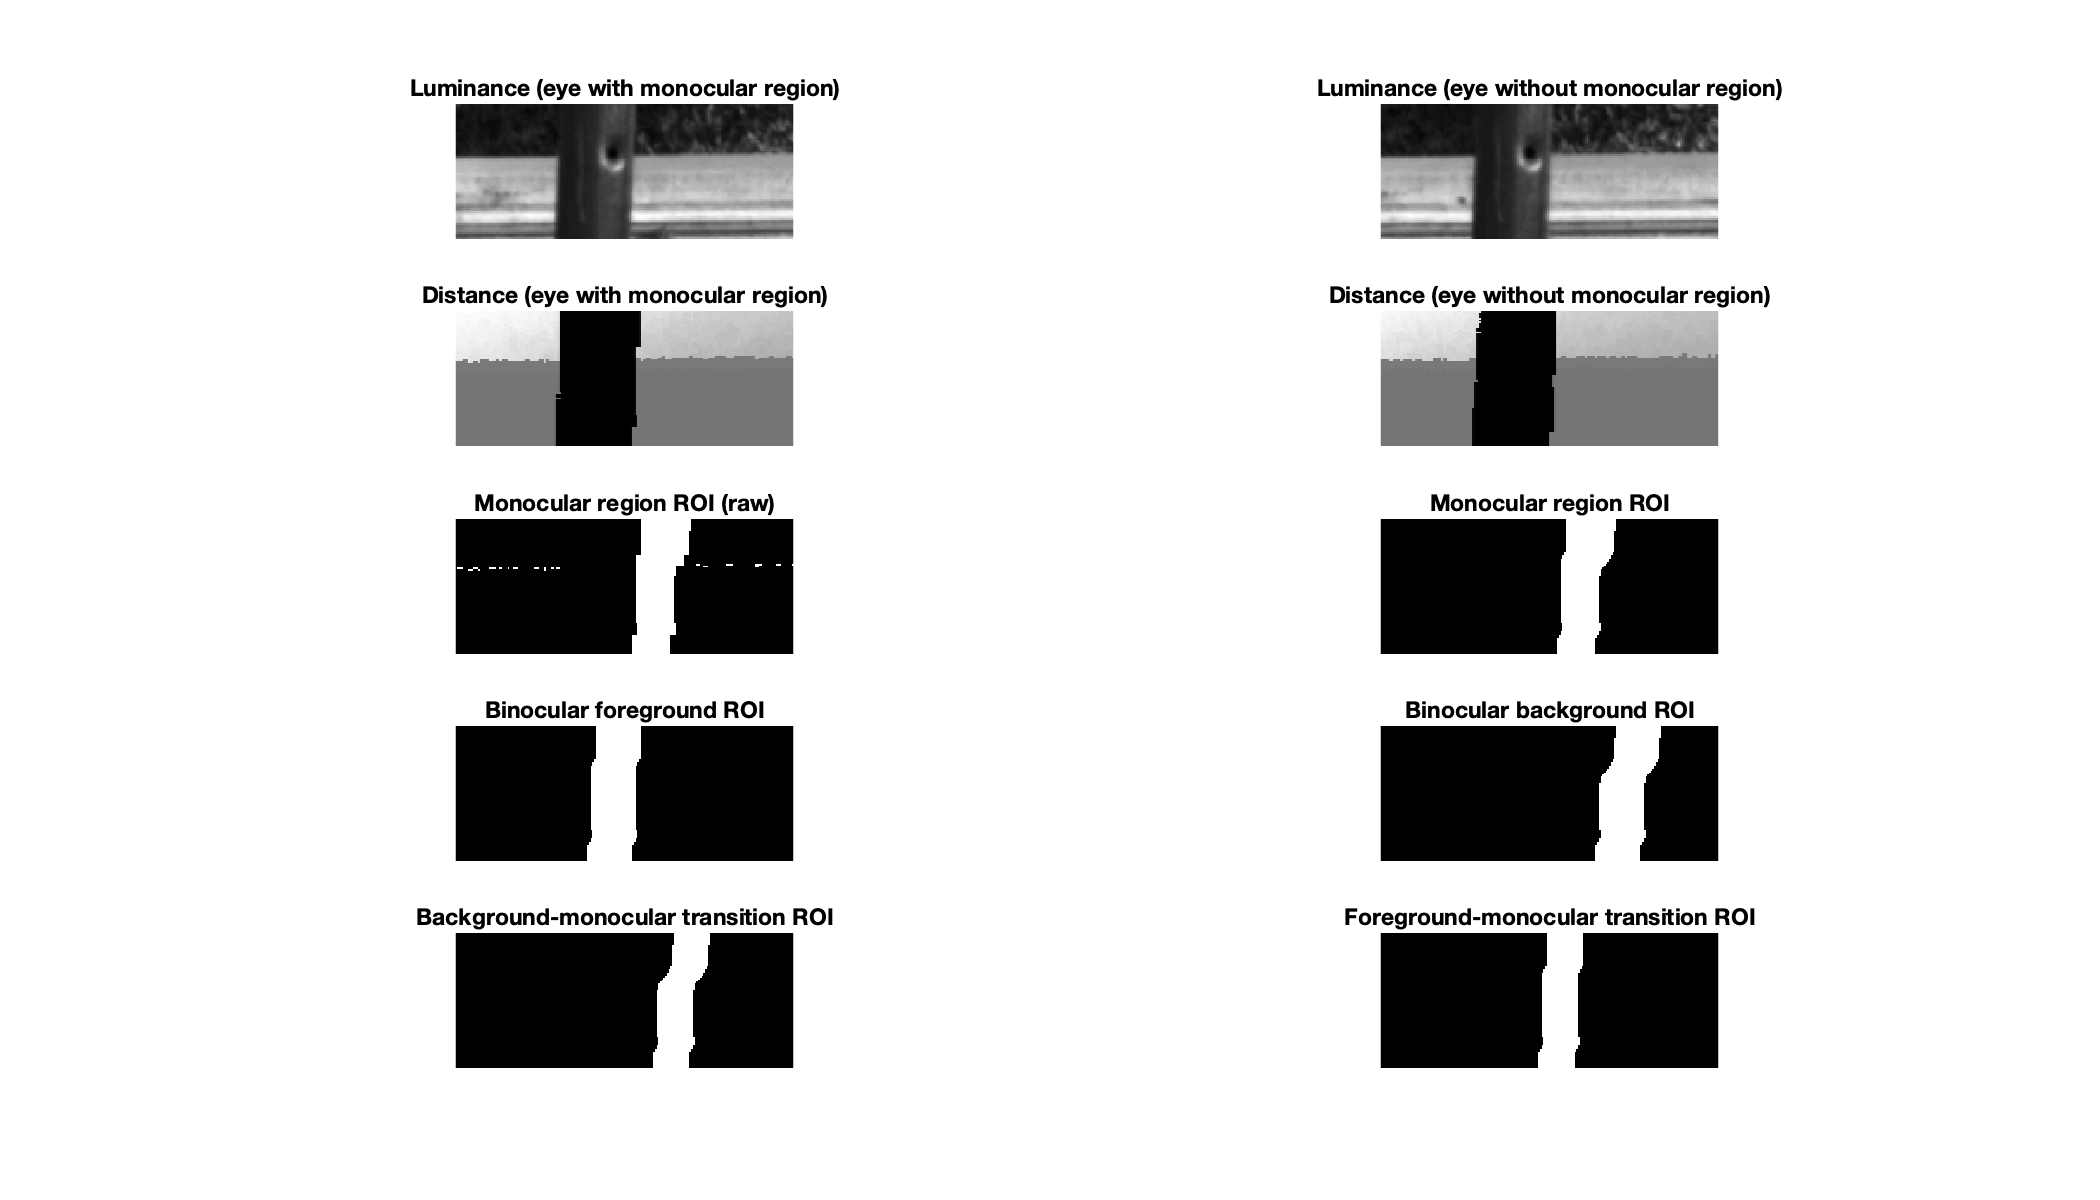 Luminance (eye with monocular region)
Luminance (eye without monocular region)
Distance (eye with monocular region)
Distance (eye without monocular region)
Monocular region ROI (raw)
Monocular region ROI
Binocular foreground ROI
Binocular background ROI
Background-monocular transition ROI
Foreground-monocular transition ROI